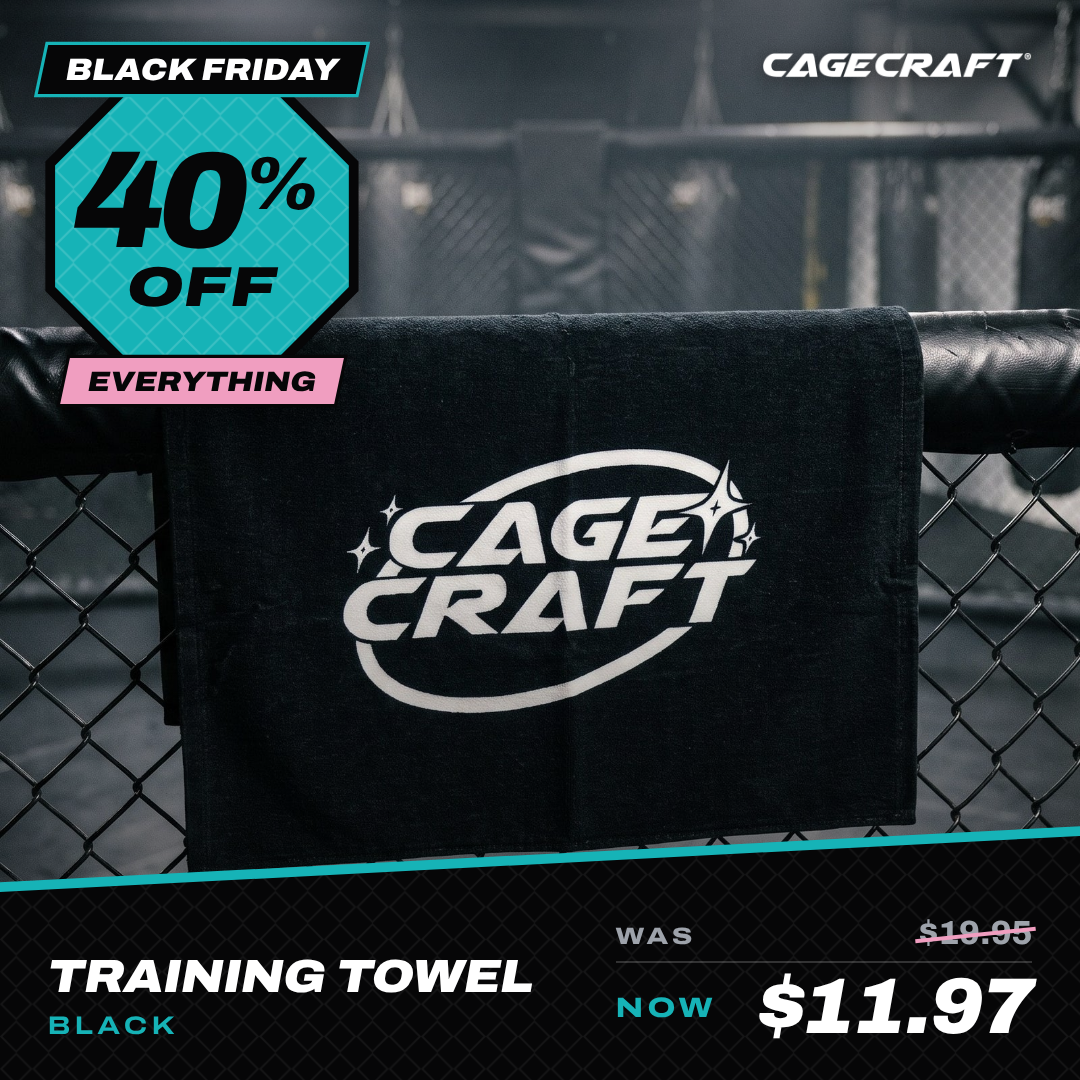 BLACK FRIDAY
CAGECRAFT®
40%
OFF
EVERYTHING
CAGE
CRAFT
WAS $19.95
TRAINING TOWEL
NOW $11.97
BLACK